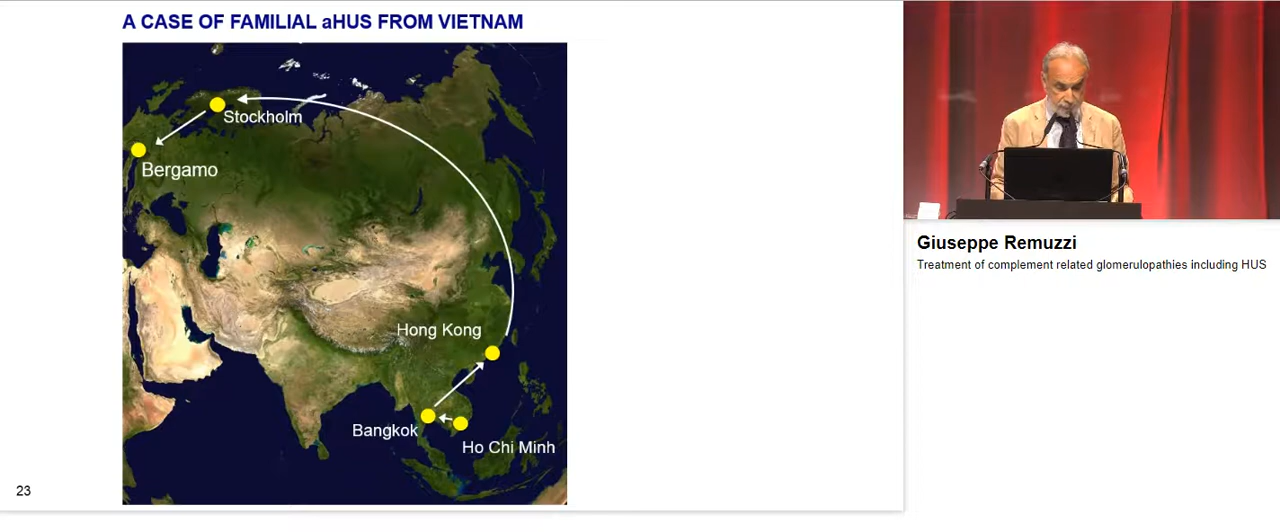 A CASE OF FAMILIAL aHUS FROM VIETNAM
Stockholm
Bergamo
Hong Kong
Bangkok
Ho Chi Minh
23
Giuseppe Remuzzi
Treatment of complement related glomerulopathies including HUS